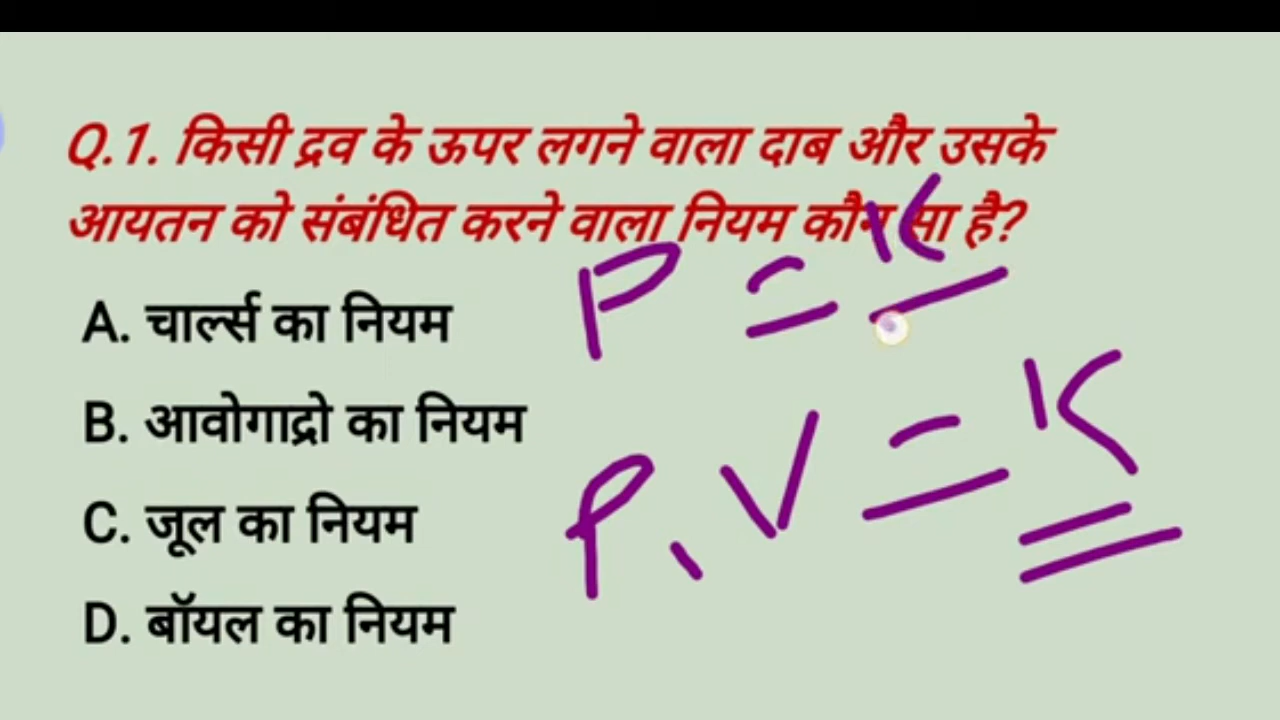 Q.1. किसी द्रव के ऊपर लगने वाला दाब और उसके
आयतन को संबंधित करने वाला नियम कौन सा है?
A. चार्ल्स का नियम
P = K
B. आवोगाद्रो का नियम
P. V = K
C. जूल का नियम
D. बॉयल का नियम